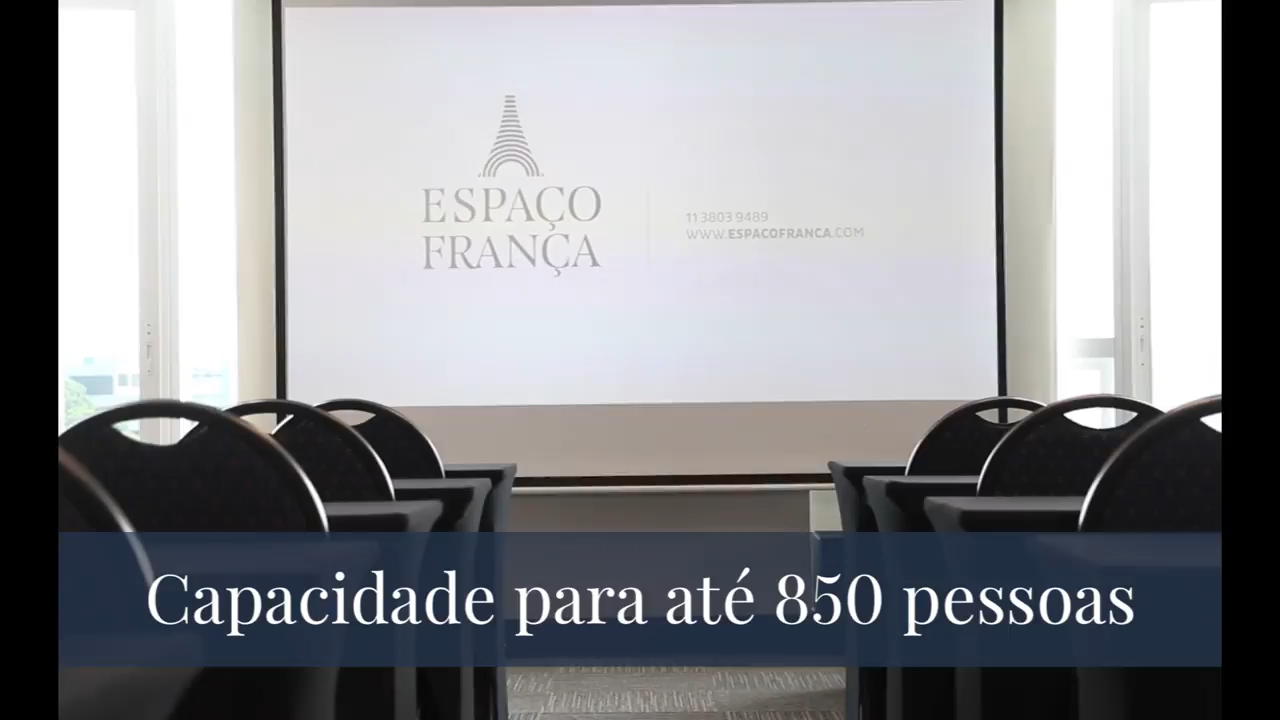 ESPAÇO
FRANÇA
11 3803 9489
WWW.ESPACOFRANCA.COM
Capacidade para até 850 pessoas